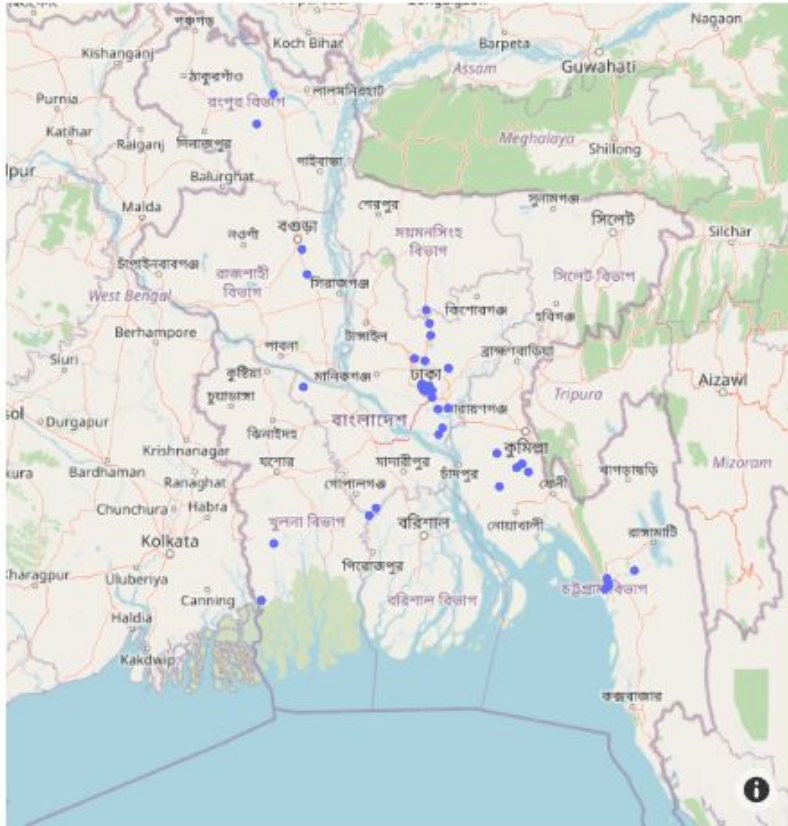 পঞ্চগড়
Koch Bihar
Nagaon
Kishanganj
Barpeta
Guwahati
Assam
ঠাকুরগাঁও
লালমনিরহাট
রংপুর বিভাগ
Purnia
Katihar
Raiganj
দিনাজপুর
Meghalaya
Shillong
গাইবান্ধা
Balurghat
Malda
শেরপুর
সুনামগঞ্জ
সিলেট
নওগাঁ
বগুড়া
ময়মনসিংহ
বিভাগ
Silchar
চাঁপাইনবাবগঞ্জ
রাজশাহী
বিভাগ
সিলেট বিভাগ
সিরাজগঞ্জ
West Bengal
কিশোরগঞ্জ
হবিগঞ্জ
Berhampore
টাঙ্গাইল
পাবনা
ব্রাহ্মণবাড়িয়া
Siuri
কুষ্টিয়া
মানিকগঞ্জ
ঢাকা
Aizawl
চুয়াডাঙ্গা
Tripura
Durgapur
বাংলাদেশ
নারায়ণগঞ্জ
ঝিনাইদহ
Krishnanagar
কুমিল্লা
Bardhaman
যশোর
মাদারীপুর
চাঁদপুর
খাগড়াছড়ি
Mizoram
Ranaghat
গোপালগঞ্জ
ফেনী
Chunchura
Habra
খুলনা বিভাগ
বরিশাল
নোয়াখালী
রাঙ্গামাটি
Kolkata
পিরোজপুর
Kharagpur
Uluberiya
Canning
বরিশাল বিভাগ
চট্টগ্রাম বিভাগ
Haldia
Kakdwip
কক্সবাজার